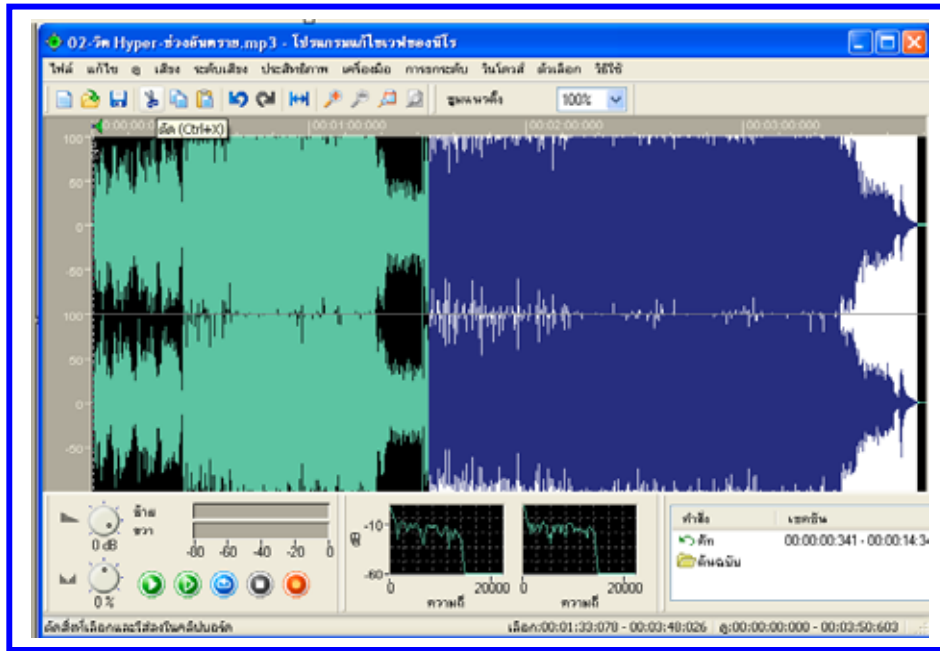 02-วัด Hyper-ช่วงอันตราย.mp3 - โปรแกรมแก้ไขเวฟของนีโร
ไฟล์ แก้ไข ดู เสียง ระดับเสียง ประสิทธิภาพ เครื่องมือ การยกระดับ วินโดวส์ ตัวเลือก วิธีใช้
ซูมแนวตั้ง 100%
ตัด (Ctrl+X)
00:01:00:000 00:02:00:000 00:03:00:000
100
50
0
-50
100
50
0
-50
ซ้าย
ขวา
0 dB
-80 -60 -40 -20 0
0 %
-10
-60
dB
0 20000 0 20000
ความถี่ ความถี่
คำสั่ง เซคชัน
ตัด 00:00:00:341 - 00:00:14:34
ต้นฉบับ
ตัดสิ่งที่เลือกและใส่ลงในคลิปบอร์ด
เลือก:00:01:33:078 - 00:03:48:026 ดู:00:00:00:000 - 00:03:50:603